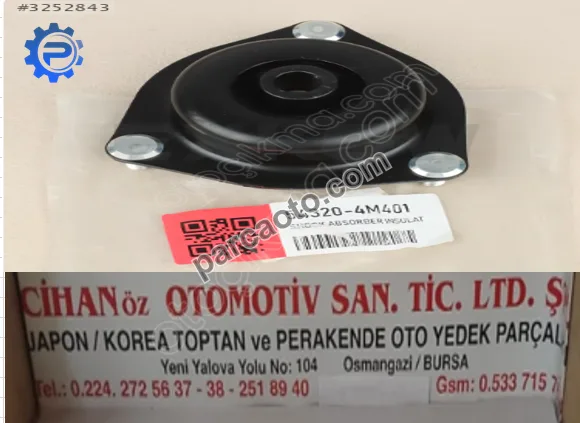 #3252843
54320-4M401
SHOCK ABSORBER INSULAT
parcaoto.com
CİHANöz OTOMOTİV SAN. TİC. LTD. Ş
JAPON / KOREA TOPTAN ve PERAKENDE OTO YEDEK PARÇA
Yeni Yalova Yolu No: 104 Osmangazi / BURSA
Tel.: 0.224. 272 56 37 - 38 - 251 89 40 Gsm: 0.533 715